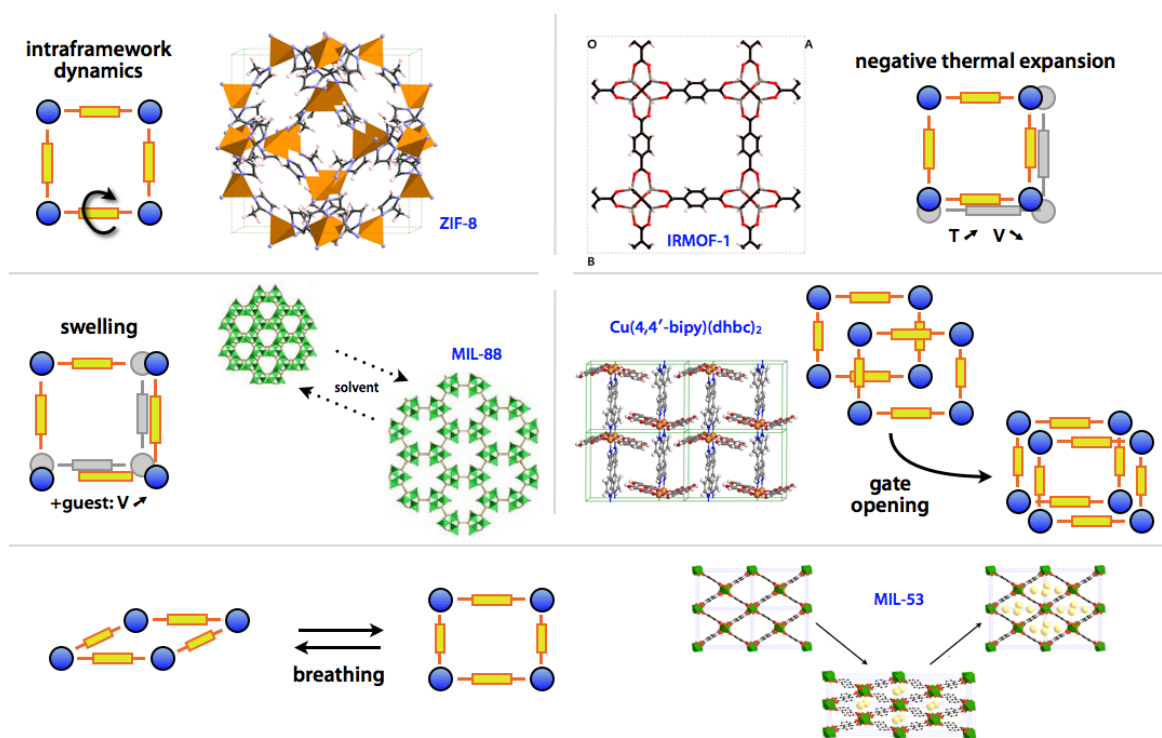 intraframework
dynamics
ZIF-8
O
A
B
IRMOF-1
negative thermal expansion
T ↗ V ↘
swelling
+guest: V ↗
solvent
MIL-88
Cu(4,4′-bipy)(dhbc)₂
gate
opening
breathing
MIL-53